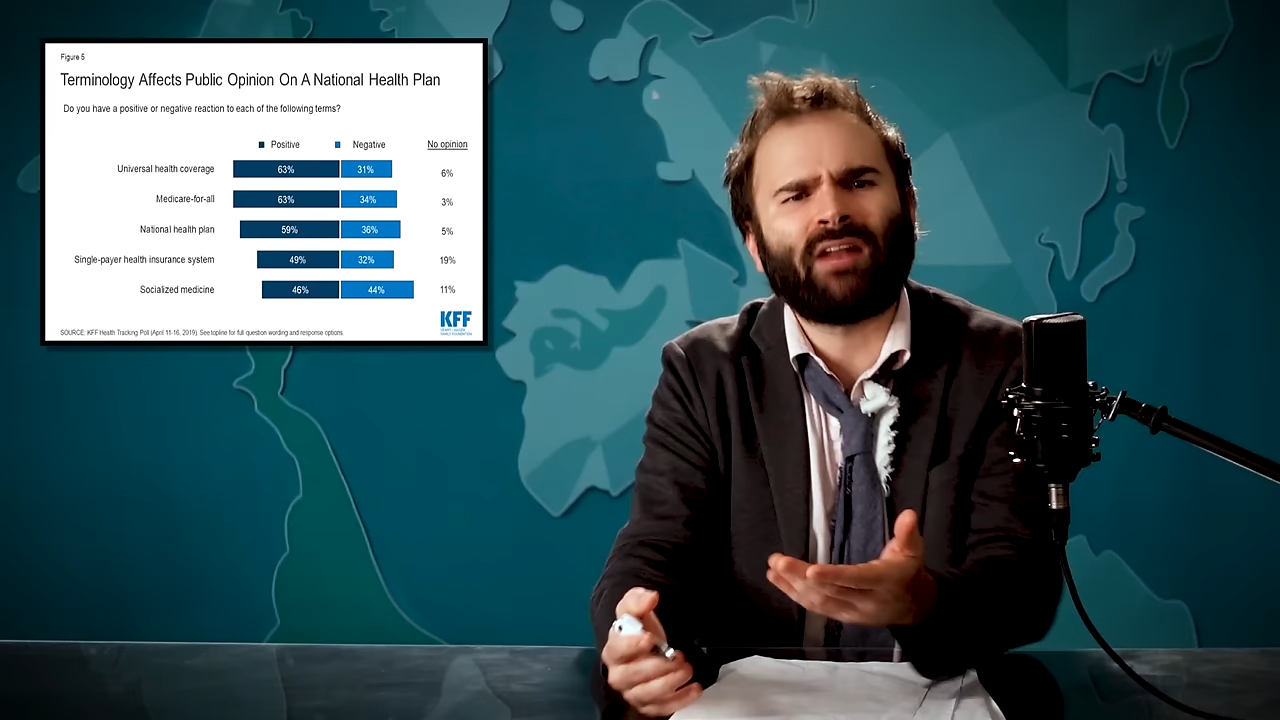 Figure 5
Terminology Affects Public Opinion On A National Health Plan
Do you have a positive or negative reaction to each of the following terms?
Positive Negative No opinion
Universal health coverage 63% 31% 6%
Medicare-for-all 63% 34% 3%
National health plan 59% 36% 5%
Single-payer health insurance system 49% 32% 19%
Socialized medicine 46% 44% 11%
KFF
SOURCE: KFF Health Tracking Poll (April 11-16, 2019). See topline for full question wording and response options.